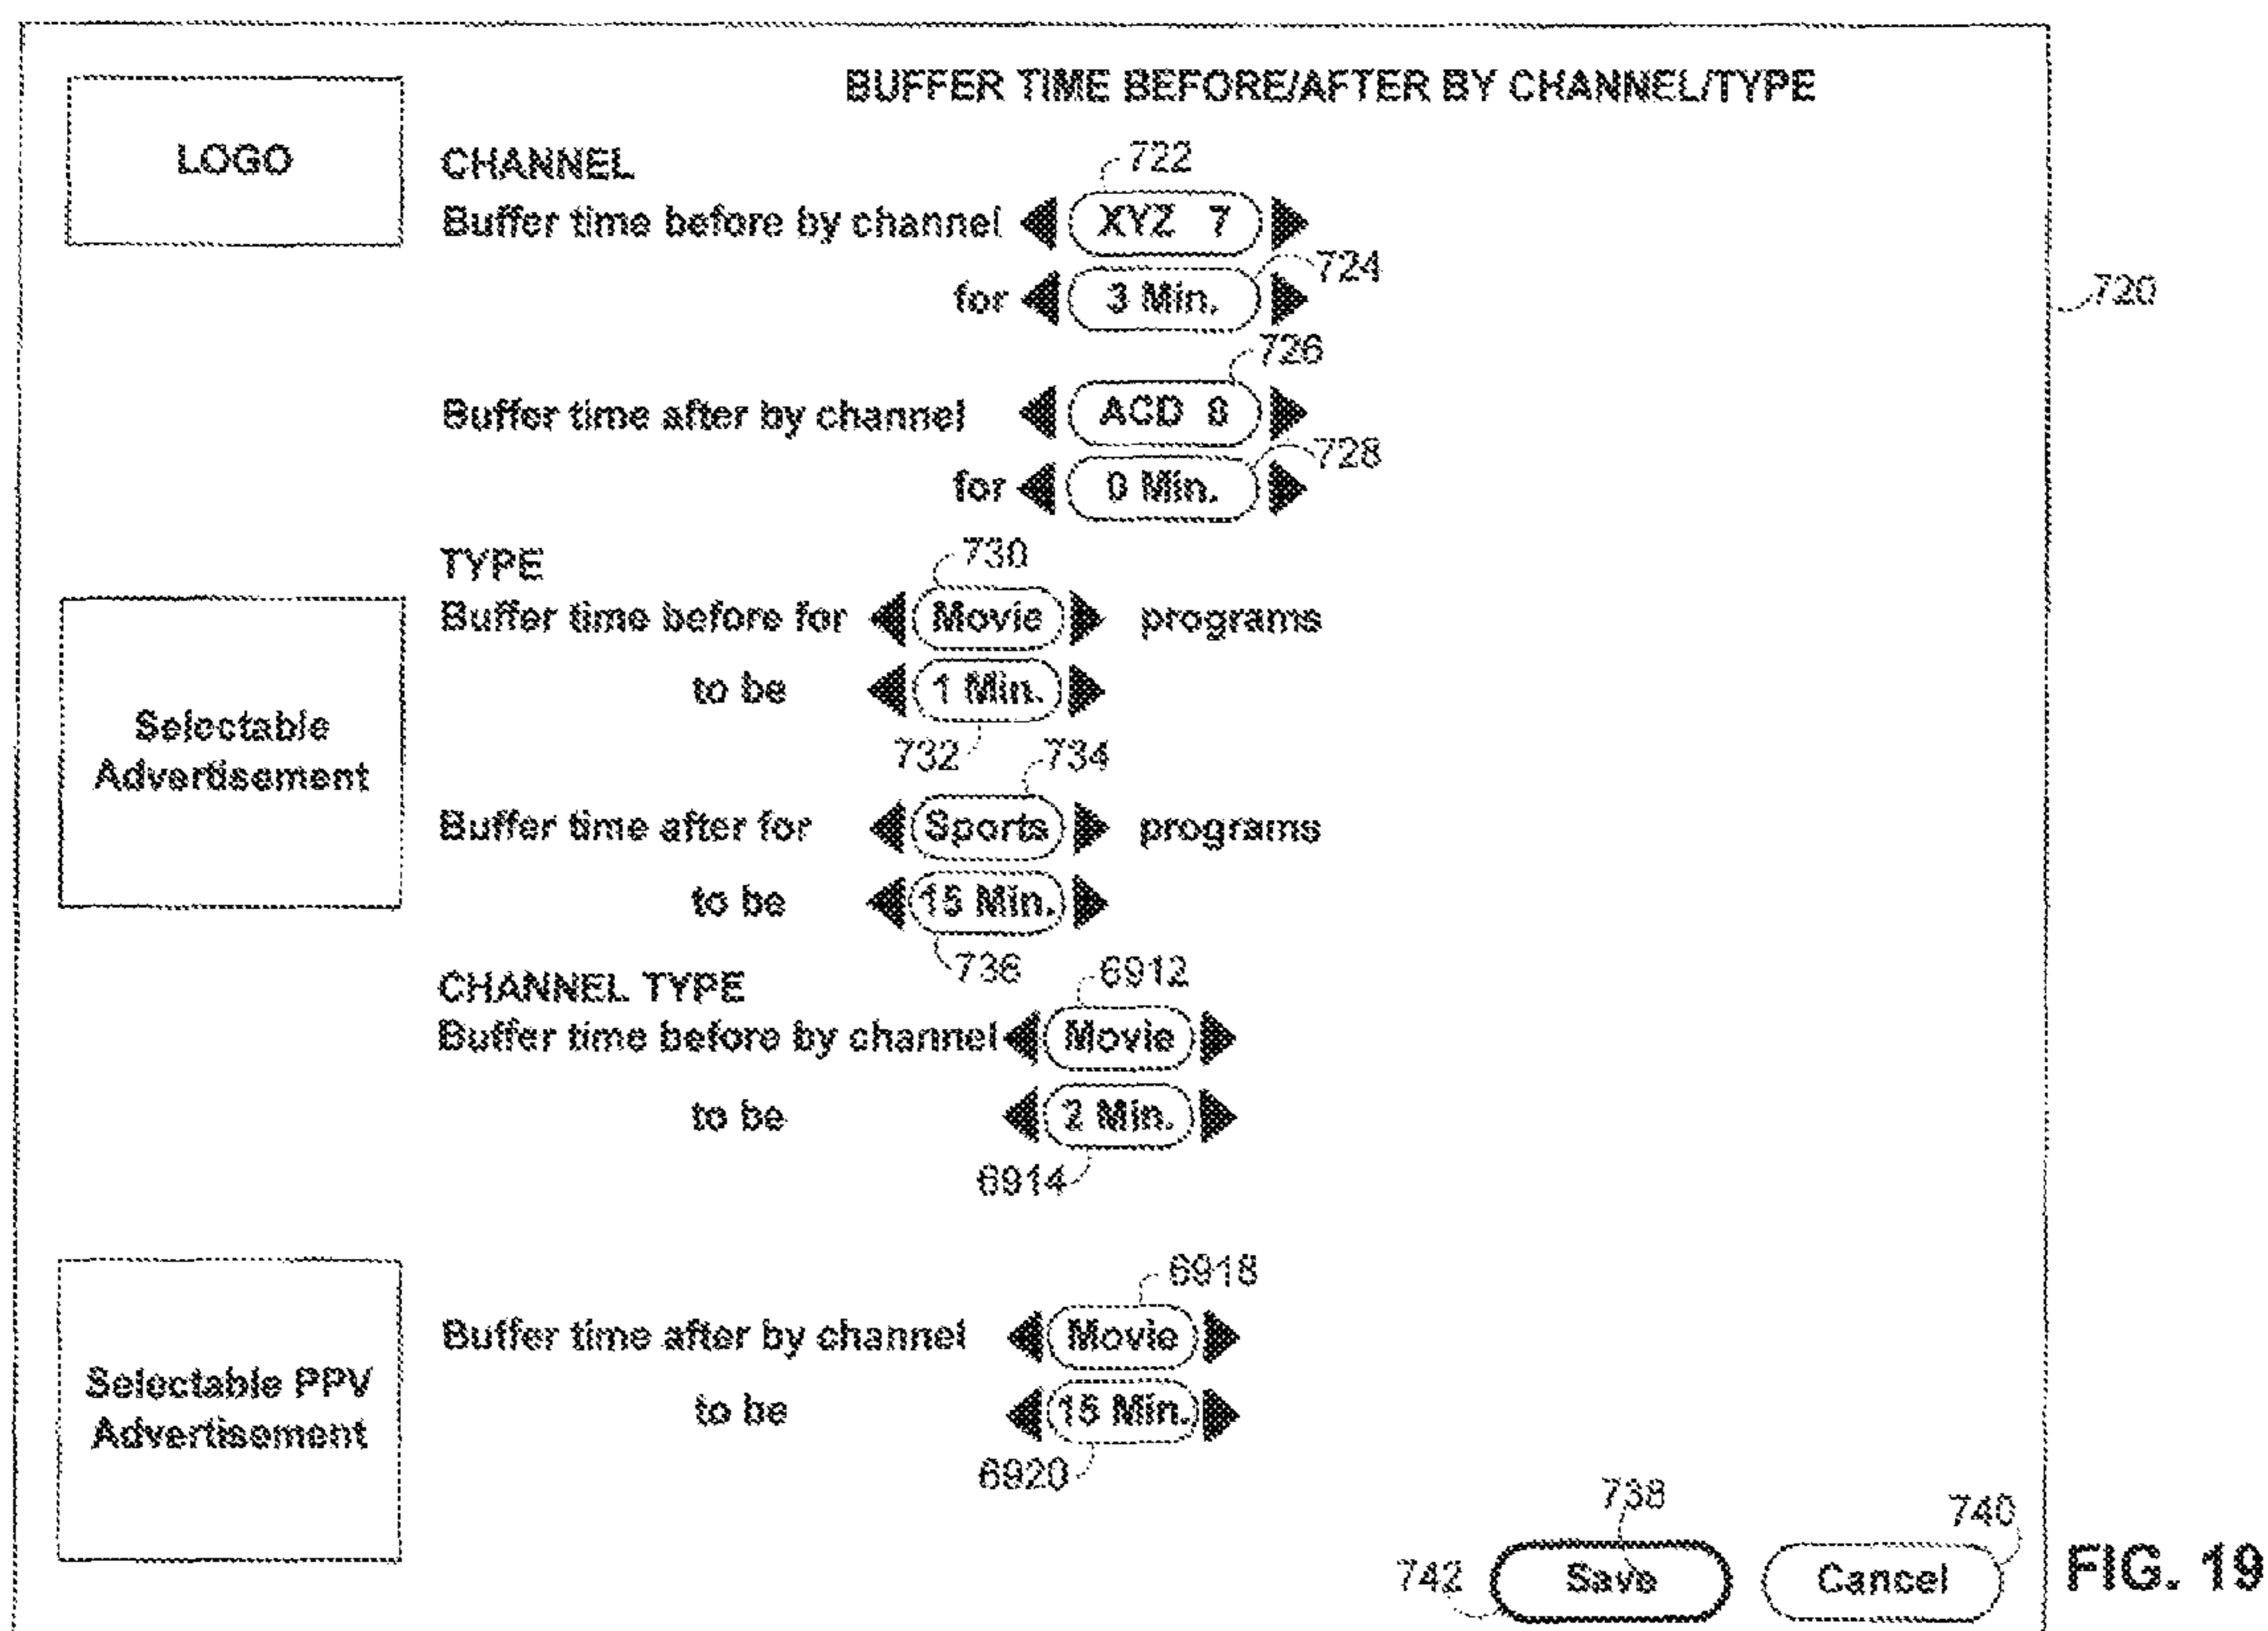 BUFFER TIME BEFORE/AFTER BY CHANNEL/TYPE
LOGO
CHANNEL
722
Buffer time before by channel XYZ 7
724
for 3 Min.
720
726
Buffer time after by channel ACD 8
728
for 0 Min.
TYPE
730
Buffer time before for Movie programs
to be 1 Min.
732
734
Selectable
Advertisement
Buffer time after for Sports programs
to be 15 Min.
736
CHANNEL TYPE
6912
Buffer time before by channel Movie
to be 2 Min.
6914
6918
Buffer time after by channel Movie
Selectable PPV
Advertisement
to be 15 Min.
6920
738
740
742 Save Cancel
FIG. 19